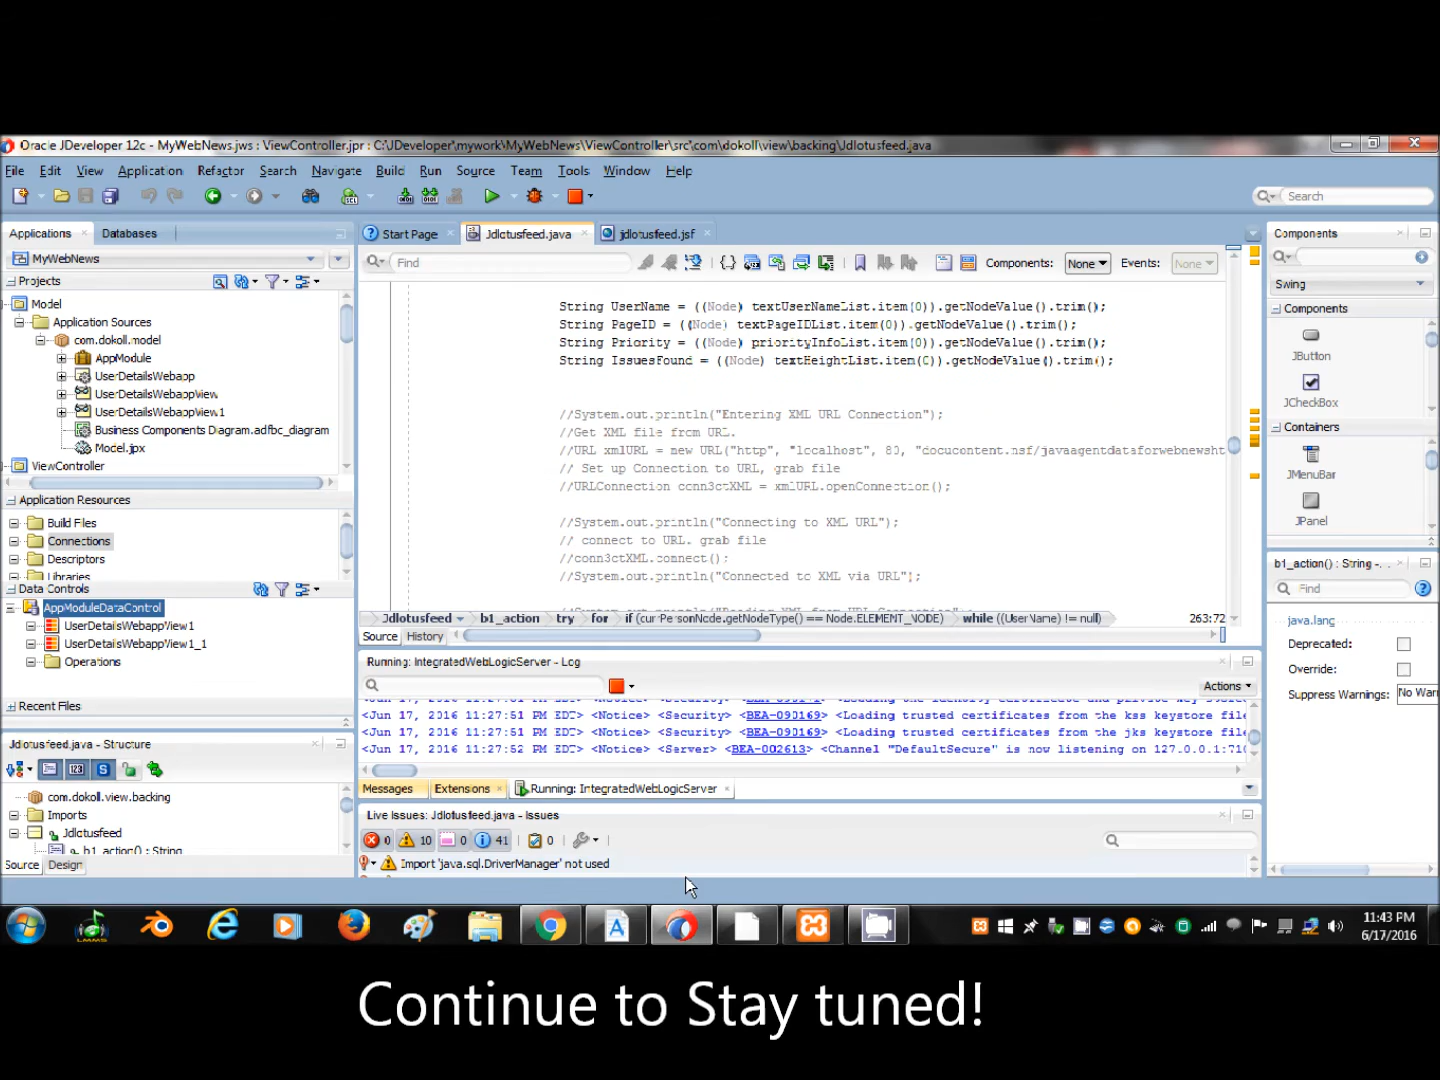 Oracle JDeveloper 12c - MyWebNews.jws : ViewController.jpr : C:\JDeveloper\mywork\MyWebNews\ViewController\src\com\dokoll\view\backing\Jdlotusfeed.java
File Edit View Application Refactor Search Navigate Build Run Source Team Tools Window Help
Search
Applications Databases
Start Page Jdlotusfeed.java jdlotusfeed.jsf
Components
MyWebNews
Find
Components: None Events: None
Projects
Swing
Model
Application Sources
com.dokoll.model
AppModule
UserDetailsWebapp
UserDetailsWebappView
UserDetailsWebappView1
Business Components Diagram.adfbc_diagram
Model.jpx
ViewController
String UserName = ((Node) textUserNameList.item(0)).getNodeValue().trim();
String PageID = ((Node) textPageIDList.item(0)).getNodeValue().trim();
String Priority = ((Node) priorityInfoList.item(0)).getNodeValue().trim();
String IssuesFound = ((Node) textHeightList.item(0)).getNodeValue().trim();
//System.out.println("Entering XML URL Connection");
//Get XML file from URL.
//URL xmlURL = new URL("http", "localhost", 80, "docucontent.nsf/javaagentdataforwebnewsht
// Set up Connection to URL, grab file
//URLConnection conn3ctXML = xmlURL.openConnection();
//System.out.println("Connecting to XML URL");
// connect to URL. grab file
//conn3ctXML.connect();
//System.out.println("Connected to XML via URL");
Components
JButton
JCheckBox
Containers
JMenuBar
JPanel
Application Resources
Build Files
Connections
Descriptors
Libraries
Data Controls
AppModuleDataControl
UserDetailsWebappView1
UserDetailsWebappView1_1
Operations
Recent Files
Jdlotusfeed b1_action try for if (curPersonNode.getNodeType() == Node.ELEMENT_NODE) while ((UserName) != null) 263:72
Source History
b1_action() : String -...
Find
java.lang
Deprecated:
Override:
Suppress Warnings: No War
Running: IntegratedWebLogicServer - Log
Actions
<Jun 17, 2016 11:27:51 PM EDT> <Notice> <Security> <BEA-090169> <Loading trusted certificates from the kss keystore file
<Jun 17, 2016 11:27:51 PM EDT> <Notice> <Security> <BEA-090169> <Loading trusted certificates from the jks keystore file
<Jun 17, 2016 11:27:52 PM EDT> <Notice> <Server> <BEA-002613> <Channel "DefaultSecure" is now listening on 127.0.0.1:710
Messages Extensions Running: IntegratedWebLogicServer
Jdlotusfeed.java - Structure
com.dokoll.view.backing
Imports
Jdlotusfeed
b1_action() : String
Source Design
Live Issues: Jdlotusfeed.java - Issues
0 10 0 41 0
Import 'java.sql.DriverManager' not used
LMMS
11:43 PM
6/17/2016
Continue to Stay tuned!